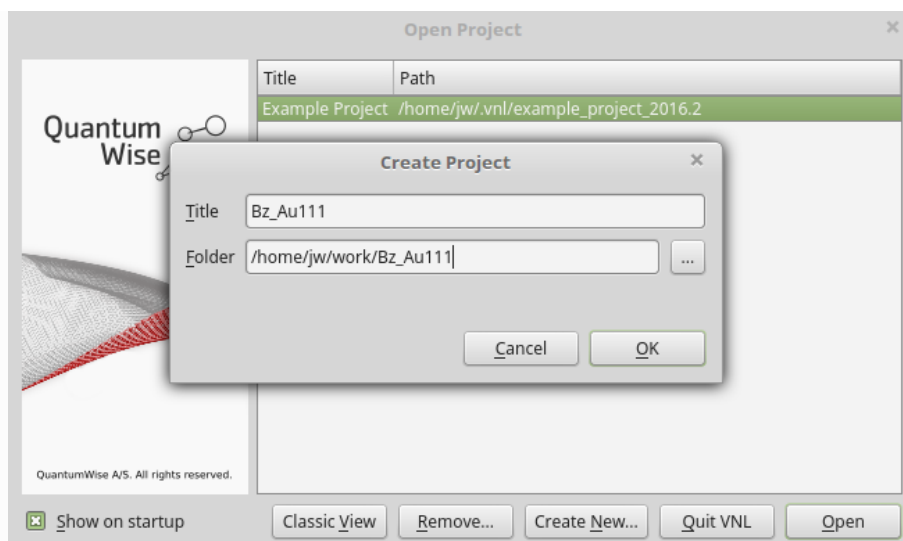 Open Project
Title Path
Example Project /home/jw/.vnl/example_project_2016.2
Quantum
Wise
Create Project
Title Bz_Au111
Folder /home/jw/work/Bz_Au111
...
Cancel OK
QuantumWise A/S. All rights reserved.
Show on startup Classic View Remove... Create New... Quit VNL Open